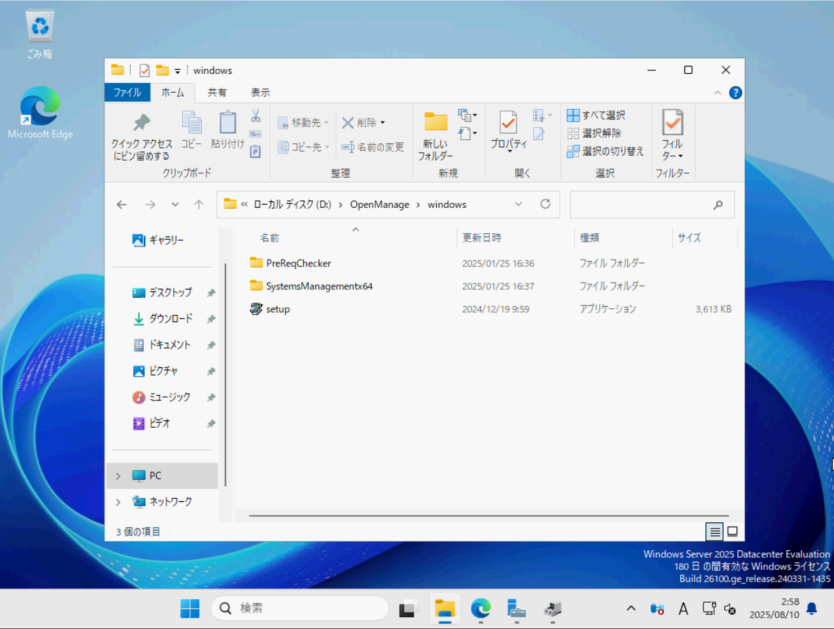 ごみ箱
Microsoft Edge
windows
ファイル ホーム 共有 表示
クイック アクセス
にピン留めする
コピー
貼り付け
クリップボード
移動先
コピー先
削除
名前の変更
整理
新しい
フォルダー
新規
プロパティ
開く
すべて選択
選択解除
選択の切り替え
選択
フィル
ター
フィルター
« ローカル ディスク (D:) › OpenManage › windows
ギャラリー
デスクトップ
ダウンロード
ドキュメント
ピクチャ
ミュージック
ビデオ
PC
ネットワーク
名前 更新日時 種類 サイズ
PreReqChecker 2025/01/25 16:36 ファイル フォルダー
SystemsManagementx64 2025/01/25 16:37 ファイル フォルダー
setup 2024/12/19 9:59 アプリケーション 3,613 KB
3 個の項目
Windows Server 2025 Datacenter Evaluation
180 日 の間有効な Windows ライセンス
Build 26100.ge_release.240331-1435
検索
A
2:58
2025/08/10